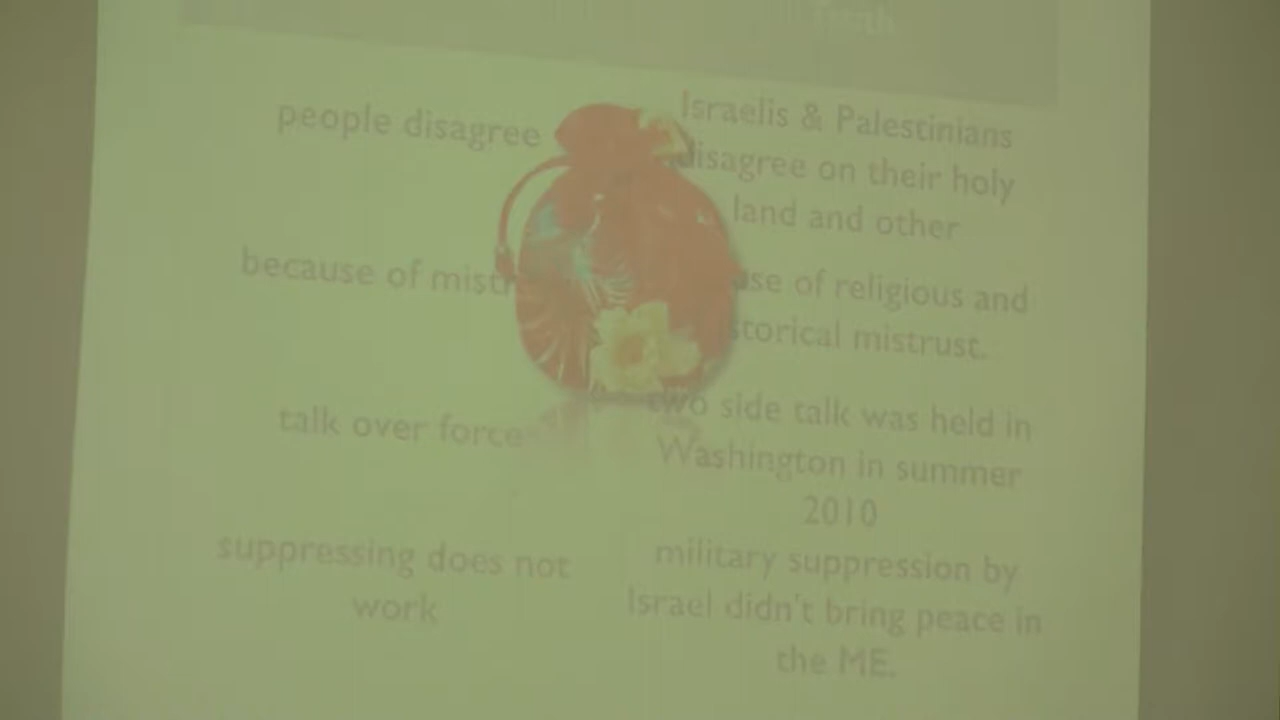 people disagree
Israelis & Palestinians
disagree on their holy
land and other
because of
of religious and
mistrust.
talk over force
two side talk was held in
Washington in summer
2010
suppressing does not
work
military suppression by
Israel didn't bring peace in
the ME.